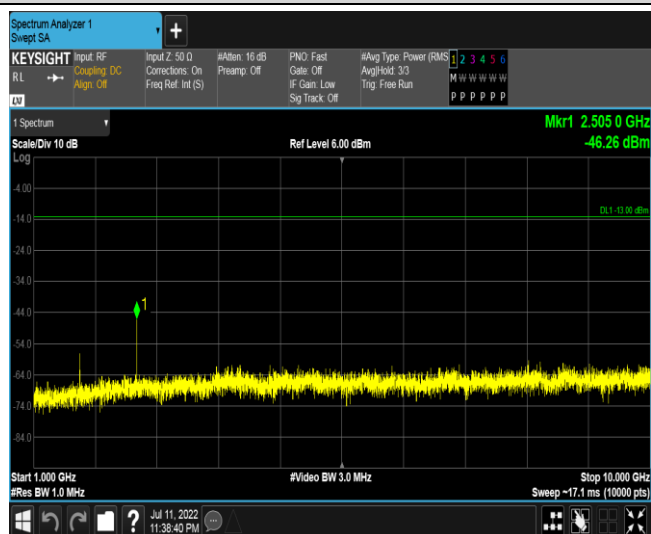 Spectrum Analyzer 1
Swept SA
+
KEYSIGHT Input: RF Input Z: 50 Ω #Atten: 16 dB PNO: Fast #Avg Type: Power (RMS 1 2 3 4 5 6
RL Coupling: DC Corrections: On Preamp: Off Gate: Off Avg|Hold: 3/3 M W W W W W
Align: Off Freq Ref: Int (S) IF Gain: Low Trig: Free Run
LXI Sig Track: Off P P P P P P
1 Spectrum Mkr1 2.505 0 GHz
Scale/Div 10 dB Ref Level 6.00 dBm -46.26 dBm
Log
-4.00
DL1 -13.00 dBm
-14.0
-24.0
-34.0
1
-44.0
-54.0
-64.0
-74.0
-84.0
Start 1.000 GHz #Video BW 3.0 MHz Stop 10.000 GHz
#Res BW 1.0 MHz Sweep ~17.1 ms (10000 pts)
? Jul 11, 2022
11:38:40 PM